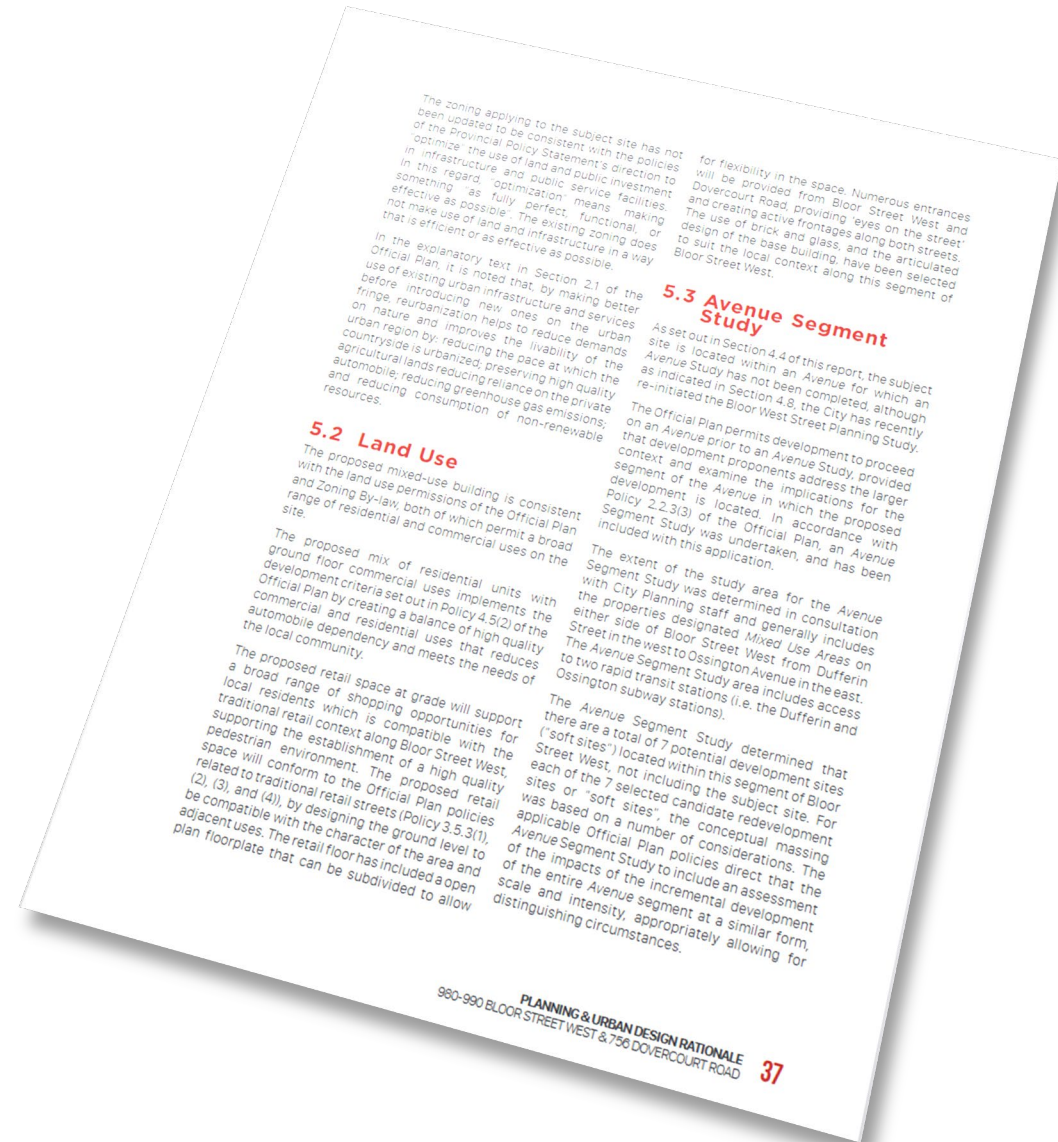 The zoning applying to the subject site has not
been updated to be consistent with the policies
of the Provincial Policy Statement's direction to
"optimize" the use of land and public investment
in infrastructure and public service facilities.
In this regard, "optimization" means making
something "as fully perfect, functional, or
effective as possible". The existing zoning does
not make use of land and infrastructure in a way
that is efficient or as effective as possible.
In the explanatory text in Section 2.1 of the
Official Plan, it is noted that, by making better
use of existing urban infrastructure and services
before introducing new ones on the urban
fringe, reurbanization helps to reduce demands
on nature and improves the livability of the
urban region by: reducing the pace at which the
countryside is urbanized; preserving high quality
agricultural lands reducing reliance on the private
automobile; reducing greenhouse gas emissions;
and reducing consumption of non-renewable
resources.
5.2 Land Use
The proposed mixed-use building is consistent
with the land use permissions of the Official Plan
and Zoning By-law, both of which permit a broad
range of residential and commercial uses on the
site.
The proposed mix of residential units with
ground floor commercial uses implements the
development criteria set out in Policy 4.5(2) of the
Official Plan by creating a balance of high quality
commercial and residential uses that reduces
automobile dependency and meets the needs of
the local community.
The proposed retail space at grade will support
a broad range of shopping opportunities for
local residents which is compatible with the
traditional retail context along Bloor Street West,
supporting the establishment of a high quality
pedestrian environment. The proposed retail
space will conform to the Official Plan policies
related to traditional retail streets (Policy 3.5.3(1),
(2), (3), and (4)), by designing the ground level to
be compatible with the character of the area and
adjacent uses. The retail floor has included a open
plan floorplate that can be subdivided to allow
for flexibility in the space. Numerous entrances
will be provided from Bloor Street West and
Dovercourt Road, providing 'eyes on the street'
and creating active frontages along both streets.
The use of brick and glass, and the articulated
design of the base building, have been selected
to suit the local context along this segment of
Bloor Street West.
5.3 Avenue Segment
Study
As set out in Section 4.4 of this report, the subject
site is located within an Avenue for which an
Avenue Study has not been completed, although
as indicated in Section 4.8, the City has recently
re-initiated the Bloor West Street Planning Study.
The Official Plan permits development to proceed
on an Avenue prior to an Avenue Study, provided
that development proponents address the larger
context and examine the implications for the
segment of the Avenue in which the proposed
development is located. In accordance with
Policy 2.2.3(3) of the Official Plan, an Avenue
Segment Study was undertaken, and has been
included with this application.
The extent of the study area for the Avenue
Segment Study was determined in consultation
with City Planning staff and generally includes
the properties designated Mixed Use Areas on
either side of Bloor Street West from Dufferin
Street in the west to Ossington Avenue in the east.
The Avenue Segment Study area includes access
to two rapid transit stations (i.e. the Dufferin and
Ossington subway stations).
The Avenue Segment Study determined that
there are a total of 7 potential development sites
("soft sites") located within this segment of Bloor
Street West, not including the subject site. For
each of the 7 selected candidate redevelopment
sites or "soft sites", the conceptual massing
was based on a number of considerations. The
applicable Official Plan policies direct that the
Avenue Segment Study to include an assessment
of the impacts of the incremental development
of the entire Avenue segment at a similar form,
scale and intensity, appropriately allowing for
distinguishing circumstances.
PLANNING & URBAN DESIGN RATIONALE
980-990 BLOOR STREET WEST & 756 DOVERCOURT ROAD
37